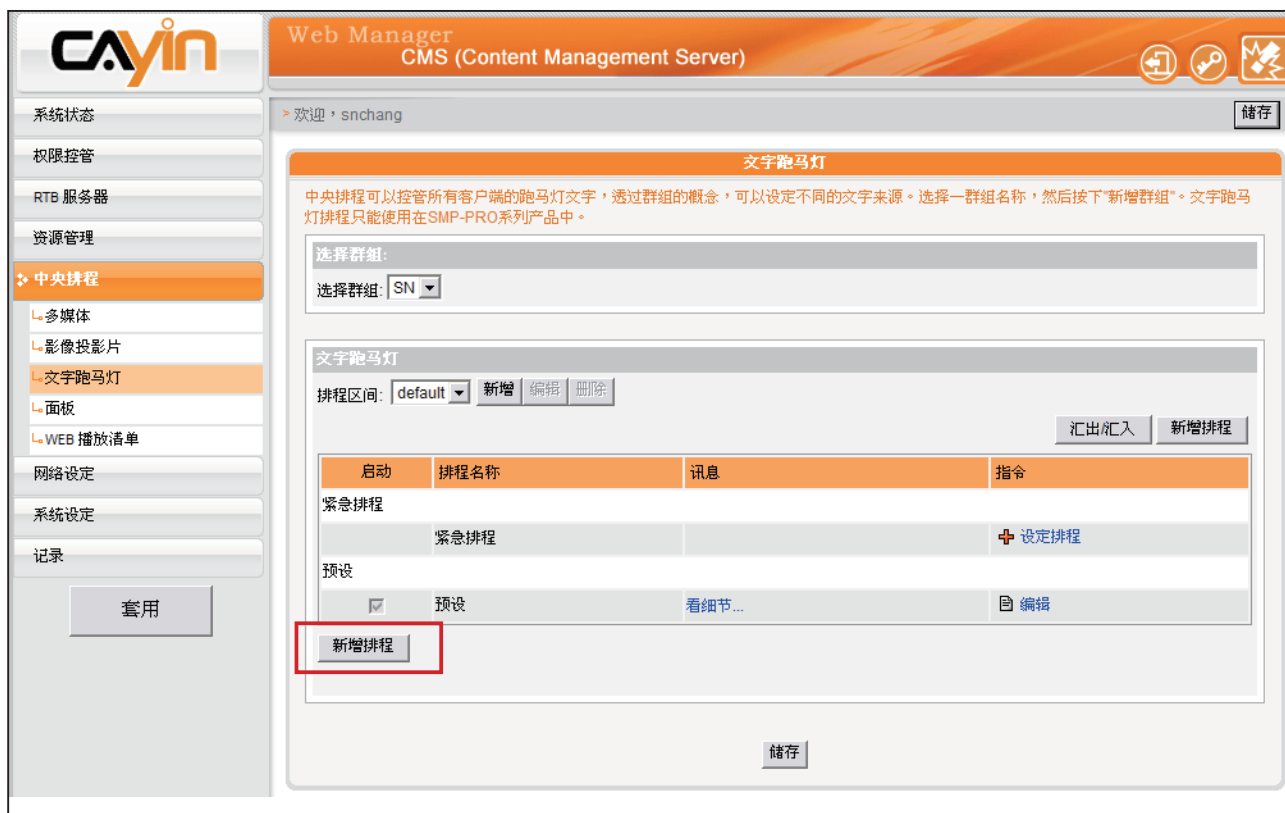 CAYIN
Web Manager
CMS (Content Management Server)
系统状态
权限控管
RTB 服务器
资源管理
中央排程
多媒体
影像投影片
文字跑马灯
面板
WEB 播放清单
网络设定
系统设定
记录
套用
> 欢迎，snchang
储存
文字跑马灯
中央排程可以控管所有客户端的跑马灯文字，透过群组的概念，可以设定不同的文字来源。选择一群组名称，然后按下"新增群组"。文字跑马
灯排程只能使用在SMP-PRO系列产品中。
选择群组:
选择群组: SN
文字跑马灯
排程区间: default 新增 编辑 删除
汇出/汇入 新增排程
启动 排程名称 讯息 指令
紧急排程
紧急排程 设定排程
预设
预设 看细节... 编辑
新增排程
储存